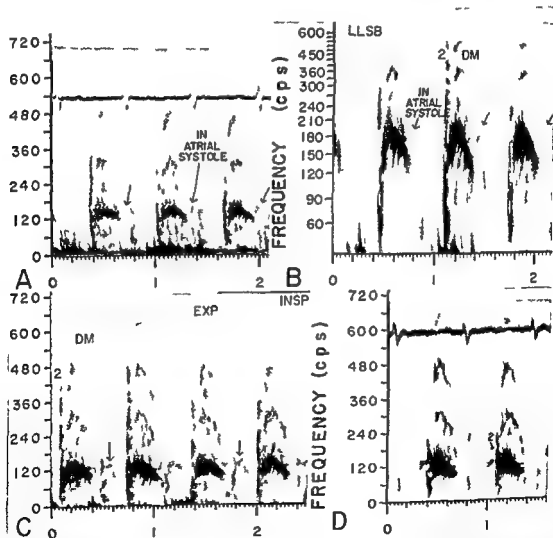 720
600
480
360
240
120
0
IN
ATRIAL
SYSTOLE
A
0 1 2
FREQUENCY (cps)
600
480
360
300
210
180
150
120
90
60
LLSB
2 DM
IN
ATRIAL
SYSTOLE
B
0 1 2
720
600
480
360
240
120
0
EXP INSP
DM
2
C
0 1 2
FREQUENCY (cps)
720
600
480
360
240
120
0
2
D
0 1